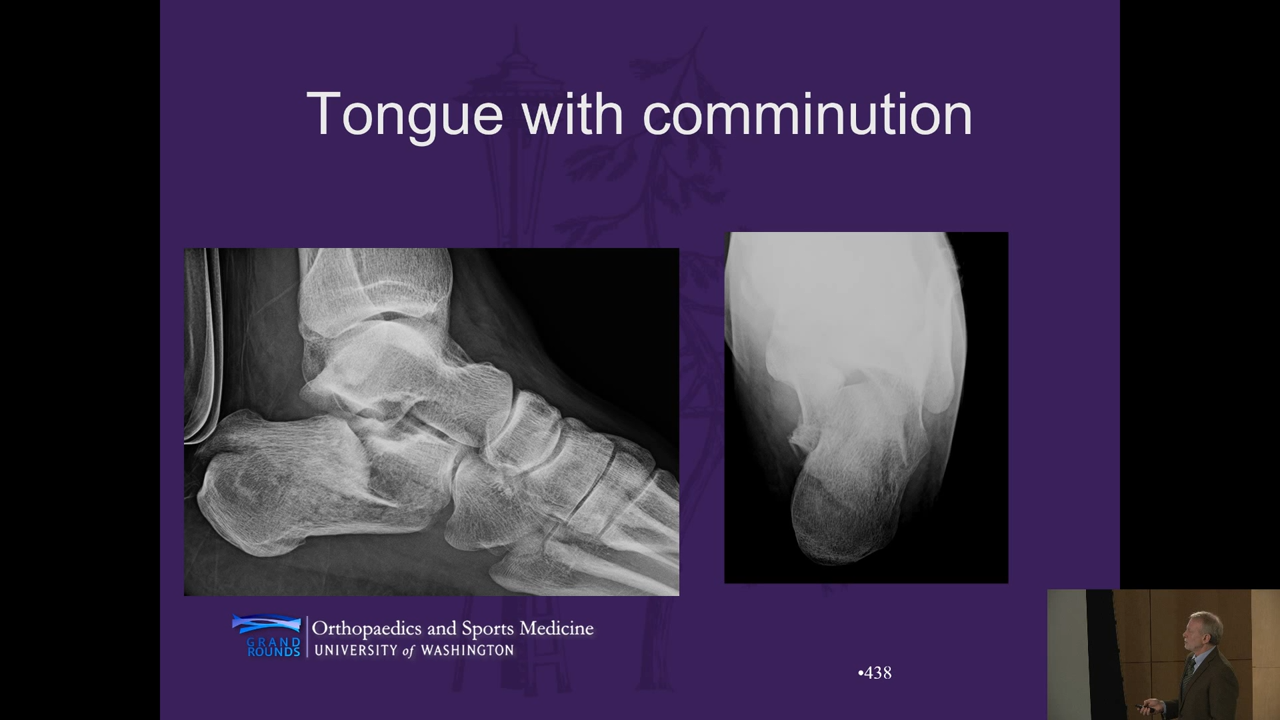 Tongue with comminution
GRAND
ROUNDS
Orthopaedics and Sports Medicine
UNIVERSITY of WASHINGTON
•438